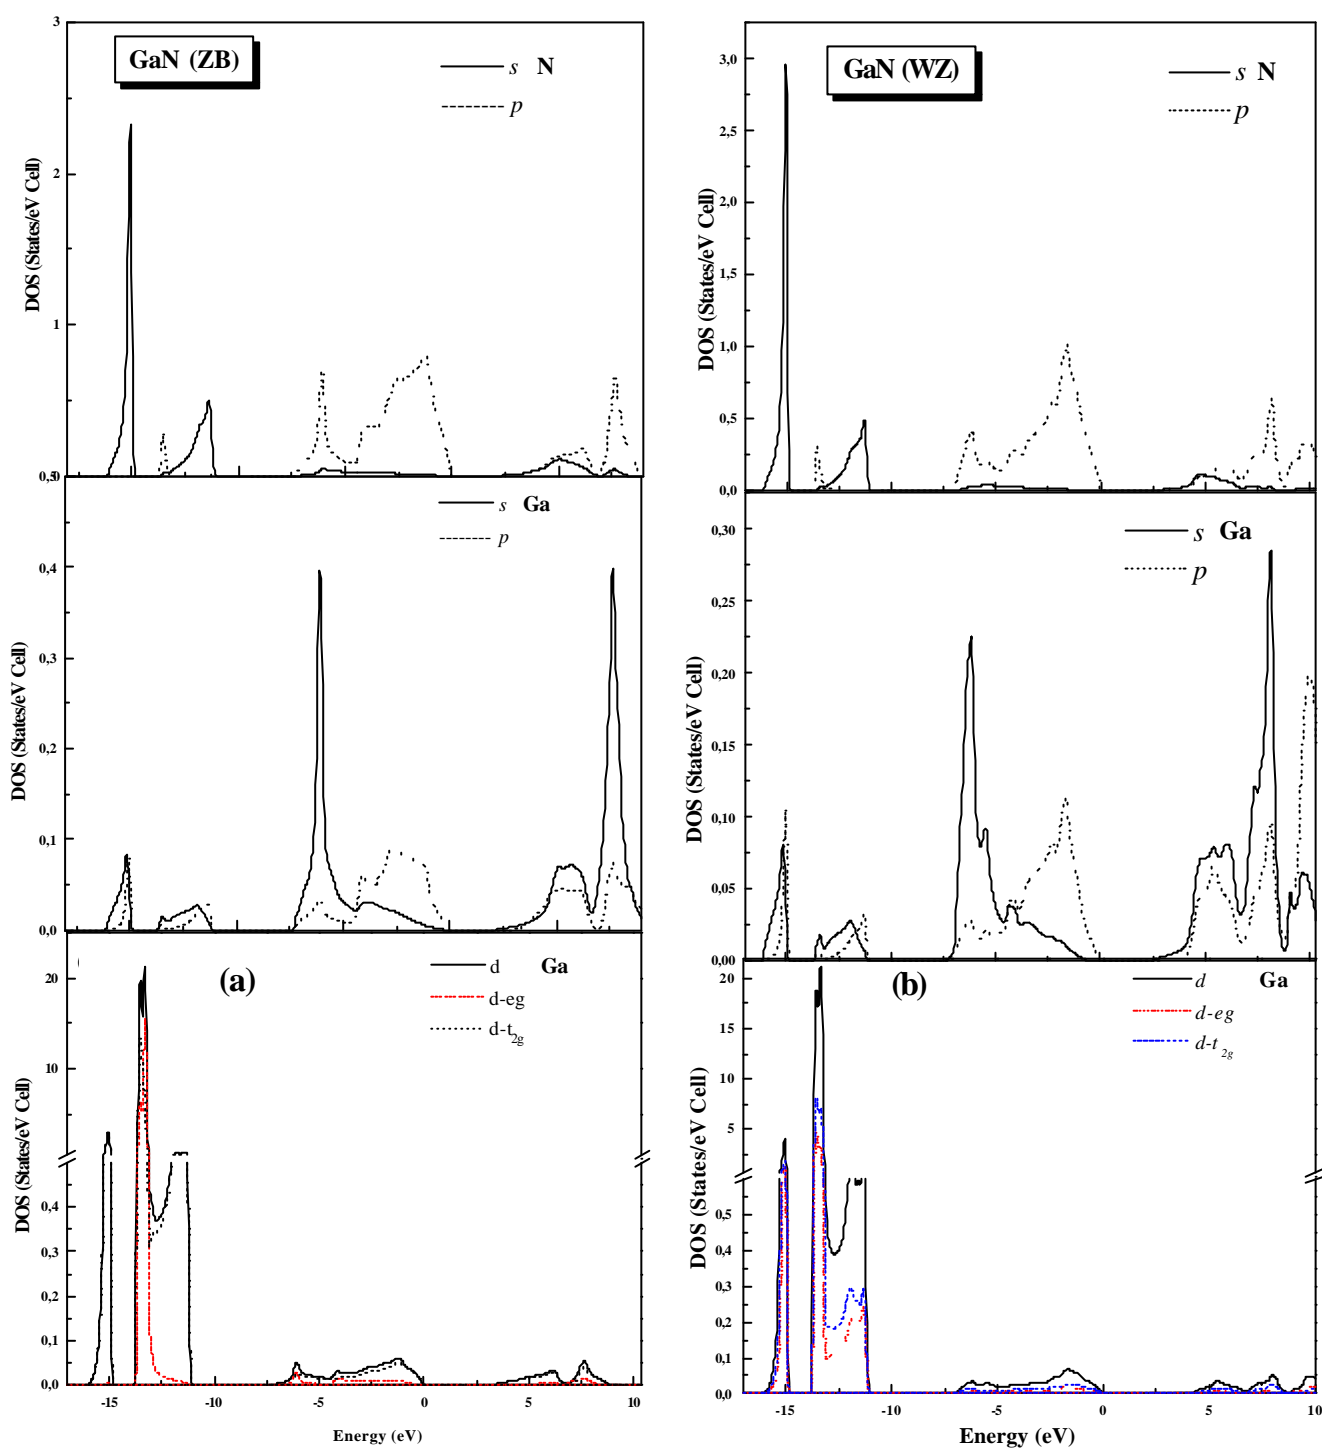 GaN (ZB)
s N
p
3
2
1
0,5
DOS (States/eV Cell)
s Ga
p
0,4
0,3
0,2
0,1
0,0
DOS (States/eV Cell)
(a)
d Ga
d-eg
d-t2g
20
10
0,4
0,3
0,2
0,1
0,0
DOS (States/eV Cell)
-15 -10 -5 0 5 10
Energy (eV)
GaN (WZ)
s N
p
3,0
2,5
2,0
1,5
1,0
0,5
0,0
DOS (States/eV Cell)
s Ga
p
0,30
0,25
0,20
0,15
0,10
0,05
0,00
DOS (States/eV Cell)
(b)
d Ga
d-eg
d-t 2g
20
15
10
5
0,5
0,4
0,3
0,2
0,1
0,0
DOS (States/eV Cell)
-15 -10 -5 0 5 10
Energy (eV)